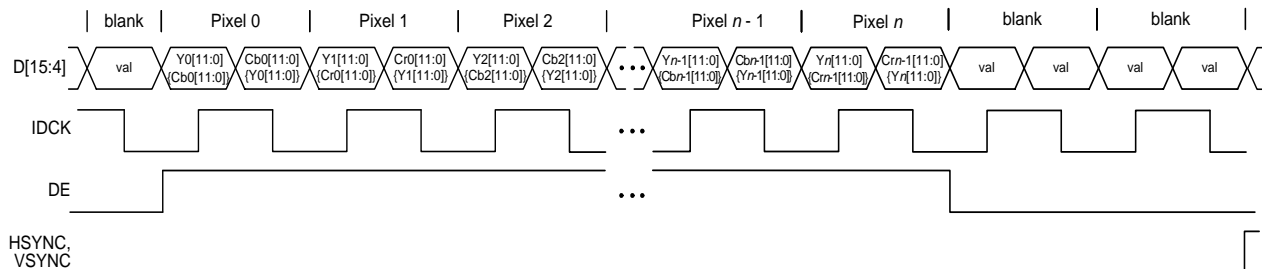 blank Pixel 0 Pixel 1 Pixel 2 Pixel n - 1 Pixel n blank blank
D[15:4] val Y0[11:0] Cb0[11:0] Y1[11:0] Cr0[11:0] Y2[11:0] Cb2[11:0] ••• Yn-1[11:0] Cbn-1[11:0] Yn[11:0] Crn-1[11:0] val val val val
{Cb0[11:0]} {Y0[11:0]} {Cr0[11:0]} {Y1[11:0]} {Cb2[11:0]} {Y2[11:0]} {Cbn-1[11:0]} {Yn-1[11:0]} {Crn-1[11:0]} {Yn[11:0]}
IDCK •••
DE •••
HSYNC,
VSYNC